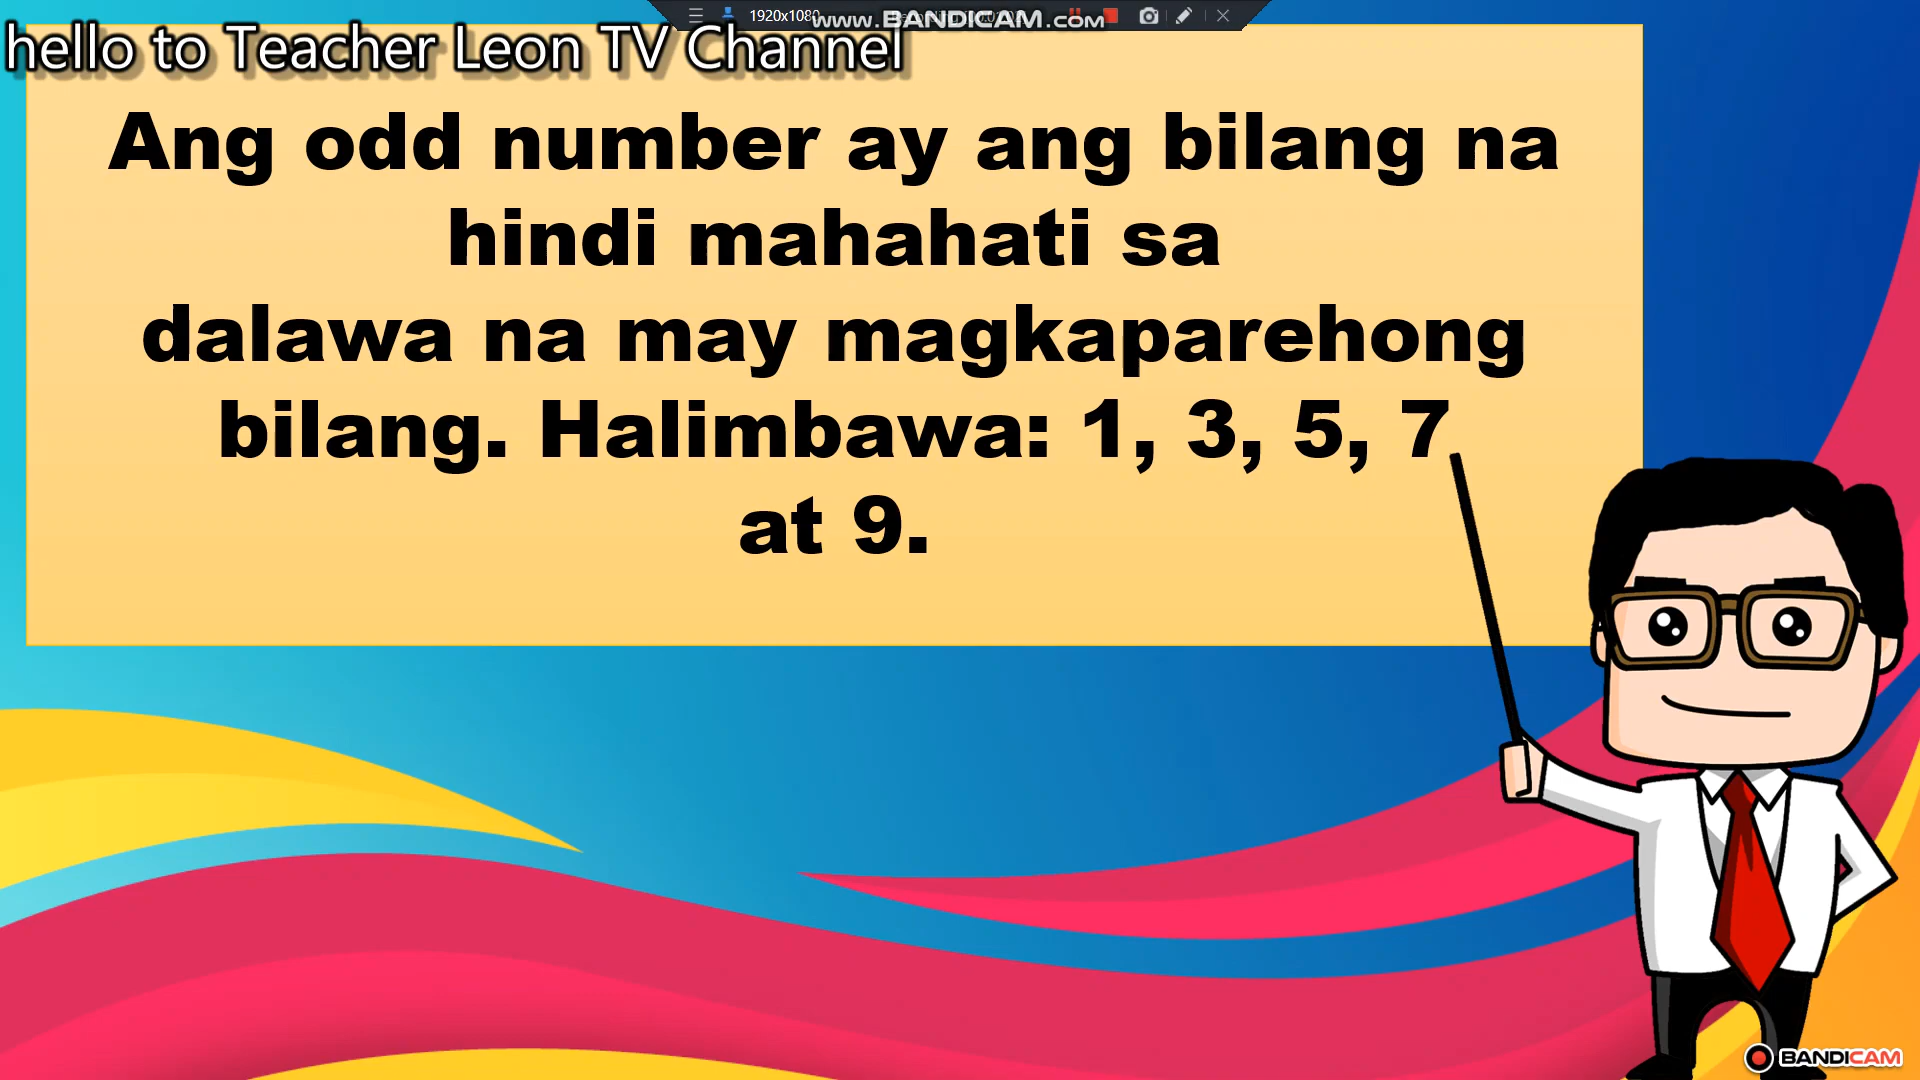 1920x1080
www.BANDICAM.com
hello to Teacher Leon TV Channel
Ang odd number ay ang bilang na
hindi mahahati sa
dalawa na may magkaparehong
bilang. Halimbawa: 1, 3, 5, 7
at 9.
BANDICAM